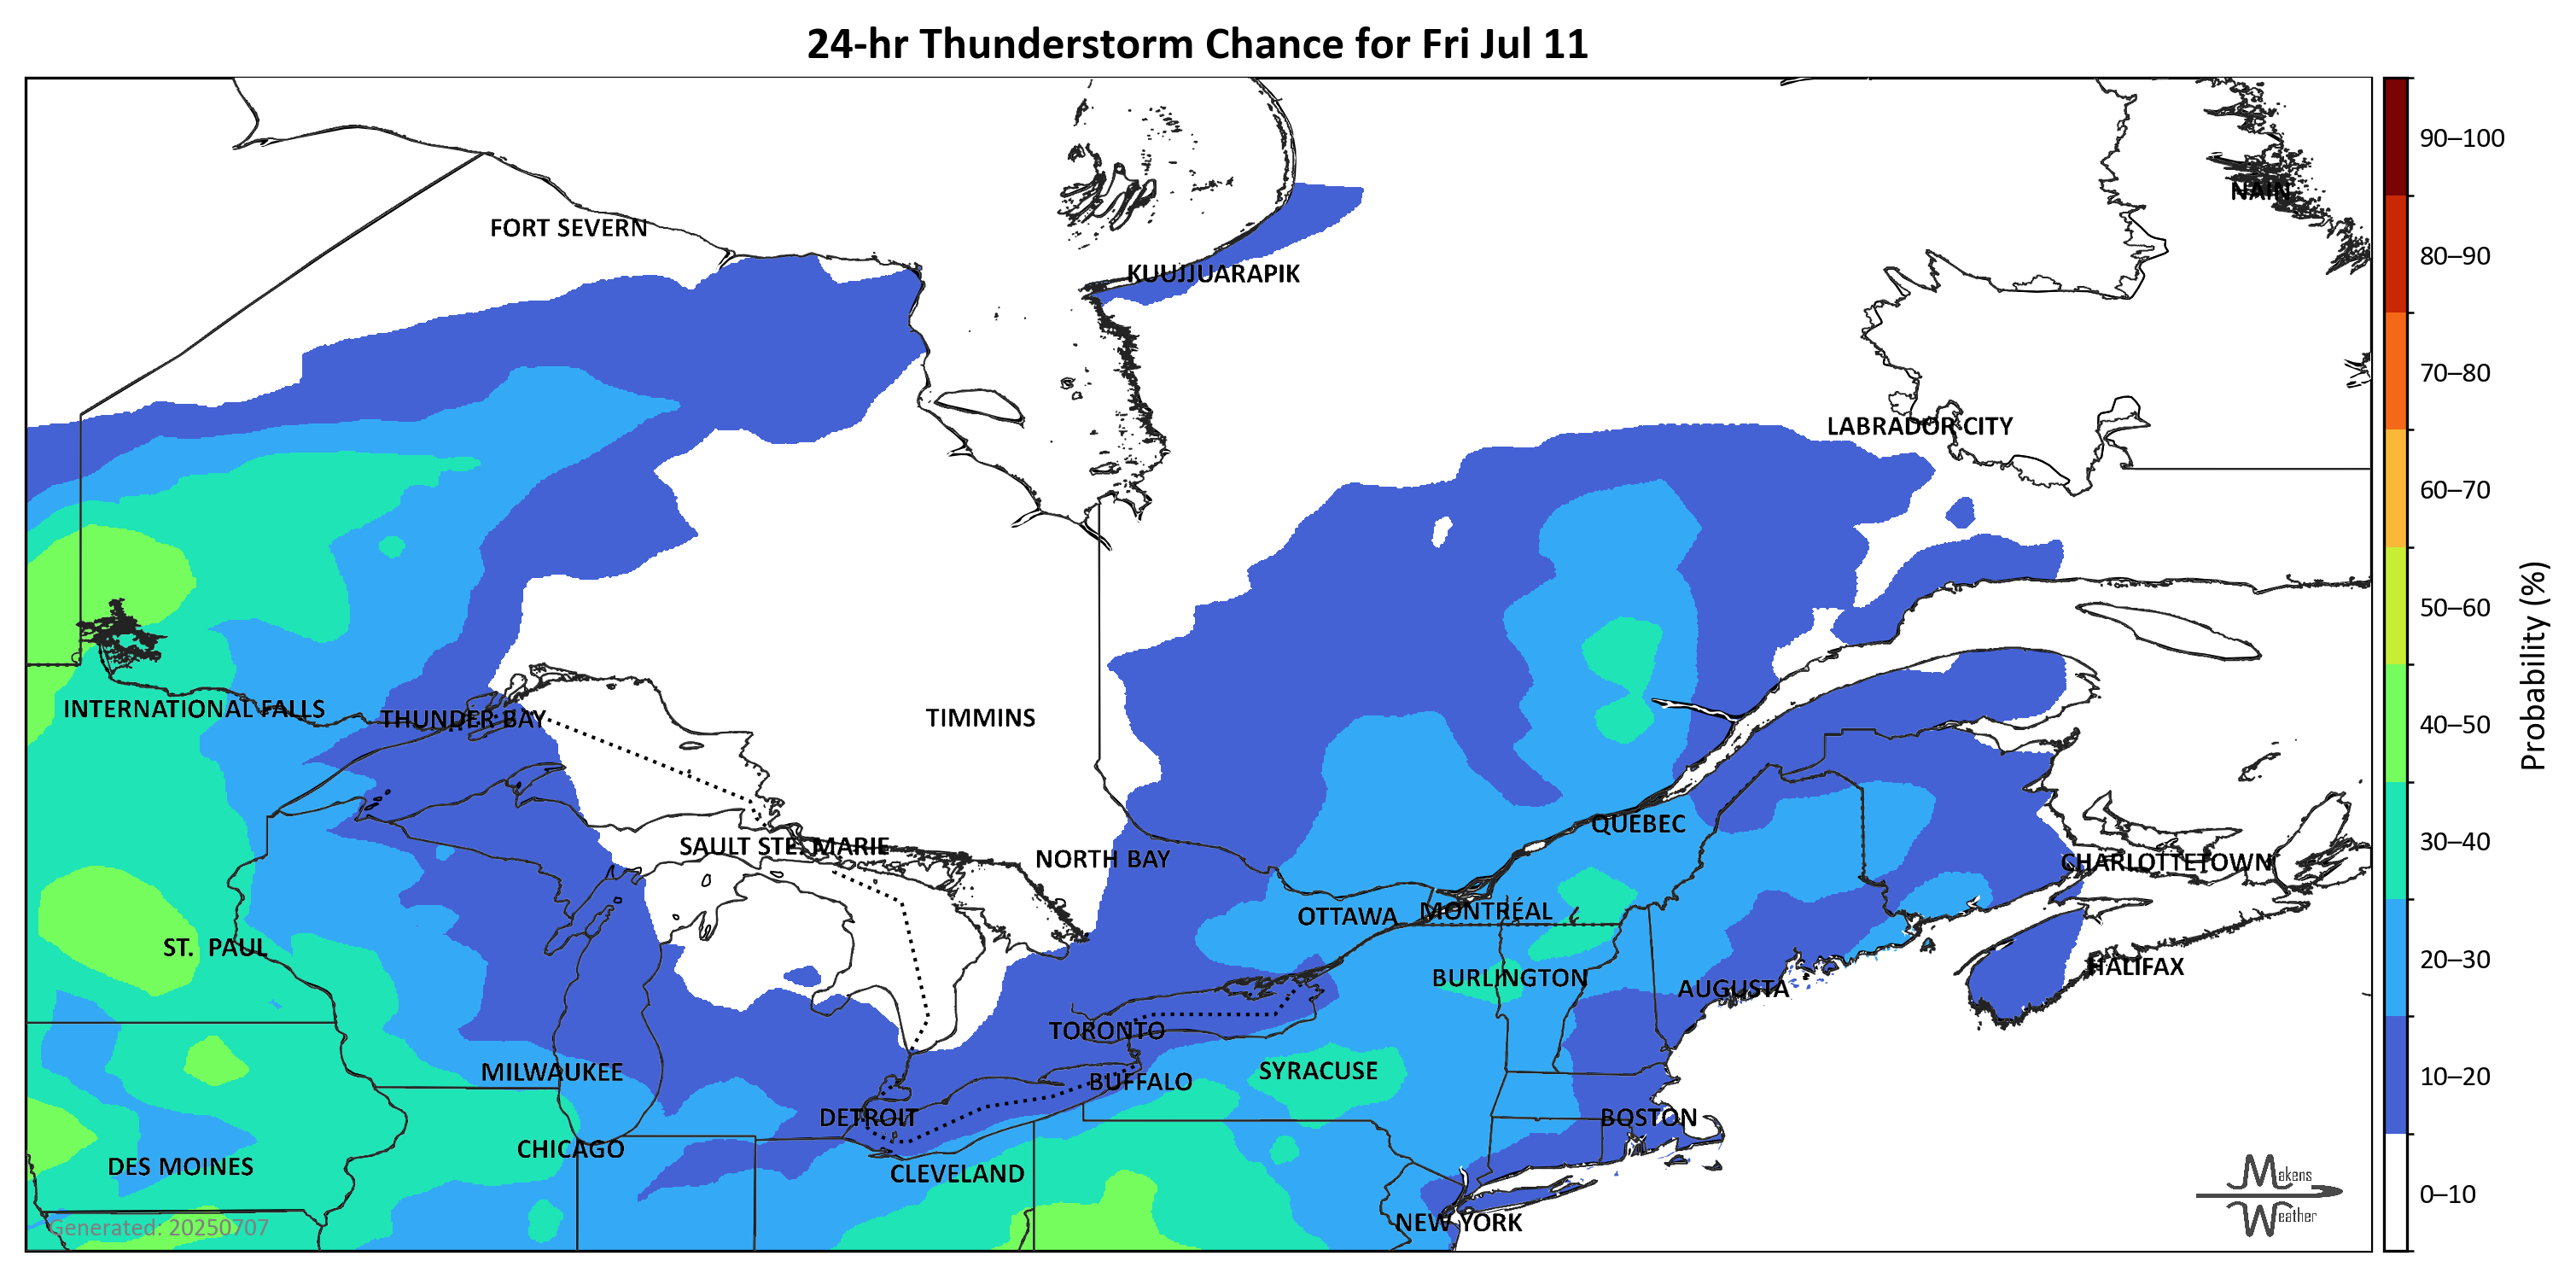 24-hr Thunderstorm Chance for Fri Jul 11
90–100
NAIN
FORT SEVERN
80–90
KUUJJUARAPIK
70–80
LABRADOR CITY
60–70
50–60
Probability (%)
INTERNATIONAL FALLS
THUNDER BAY
TIMMINS
40–50
QUEBEC
SAULT STE. MARIE
NORTH BAY
CHARLOTTETOWN
30–40
OTTAWA
MONTRÉAL
ST. PAUL
20–30
HALIFAX
BURLINGTON
AUGUSTA
TORONTO
MILWAUKEE
SYRACUSE
BUFFALO
10–20
DETROIT
BOSTON
CHICAGO
DES MOINES
CLEVELAND
Makens
Weather
0–10
NEW YORK
Generated: 20250707